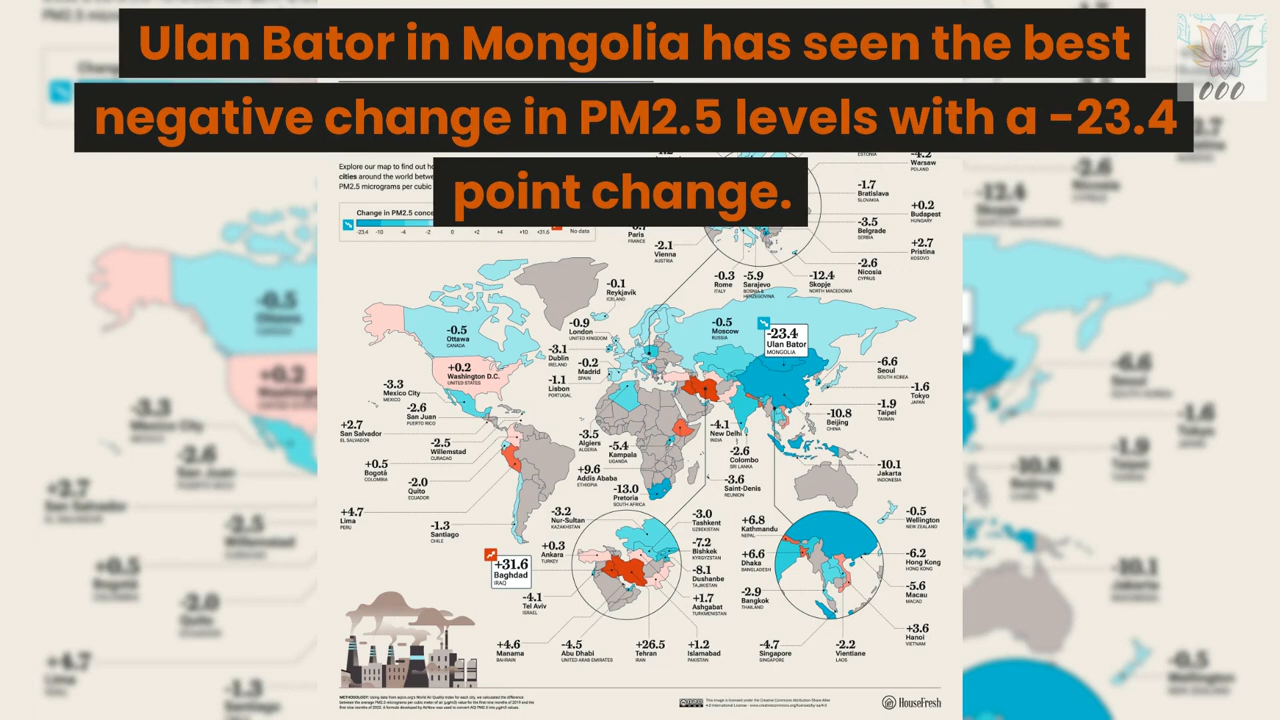 Ulan Bator in Mongolia has seen the best
negative change in PM2.5 levels with a -23.4
point change.
Explore our map to find out h
cities around the world betwe
PM2.5 micrograms per cubic
Change in PM2.5 conce
-23.4 -10 -4 -2 0 +2 +4 +10 +31.6 No data
ESTONIA
-4.2
Warsaw
POLAND
-1.7
Bratislava
SLOVAKIA
+0.2
Budapest
HUNGARY
-3.5
Belgrade
SERBIA
+2.7
Pristina
KOSOVO
-2.6
Nicosia
CYPRUS
Paris
FRANCE
-2.1
Vienna
AUSTRIA
-0.3
Rome
ITALY
-5.9
Sarajevo
BOSNIA &
HERZEGOVINA
-12.4
Skopje
NORTH MACEDONIA
-0.1
Reykjavik
ICELAND
-0.5
Ottawa
CANADA
-0.9
London
UNITED KINGDOM
-0.5
Moscow
RUSSIA
-23.4
Ulan Bator
MONGOLIA
-3.1
Dublin
IRELAND
-0.2
Madrid
SPAIN
-1.1
Lisbon
PORTUGAL
+0.2
Washington D.C.
UNITED STATES
-6.6
Seoul
SOUTH KOREA
-1.6
Tokyo
JAPAN
-1.9
Taipei
TAIWAN
-10.8
Beijing
CHINA
-3.3
Mexico City
MEXICO
-2.6
San Juan
PUERTO RICO
+2.7
San Salvador
EL SALVADOR
-2.5
Willemstad
CURACAO
+0.5
Bogotá
COLOMBIA
-2.0
Quito
ECUADOR
+4.7
Lima
PERU
-1.3
Santiago
CHILE
-3.5
Algiers
ALGERIA
-5.4
Kampala
UGANDA
+9.6
Addis Ababa
ETHIOPIA
-13.0
Pretoria
SOUTH AFRICA
-4.1
New Delhi
INDIA
-2.6
Colombo
SRI LANKA
-3.6
Saint-Denis
REUNION
-10.1
Jakarta
INDONESIA
-0.5
Wellington
NEW ZEALAND
-3.2
Nur-Sultan
KAZAKHSTAN
+0.3
Ankara
TURKEY
+31.6
Baghdad
IRAQ
-4.1
Tel Aviv
ISRAEL
-3.0
Tashkent
UZBEKISTAN
-7.2
Bishkek
KYRGYZSTAN
-8.1
Dushanbe
TAJIKISTAN
+1.7
Ashgabat
TURKMENISTAN
+6.8
Kathmandu
NEPAL
+6.6
Dhaka
BANGLADESH
-2.9
Bangkok
THAILAND
-6.2
Hong Kong
HONG KONG
-5.6
Macau
MACAO
+3.6
Hanoi
VIETNAM
+4.6
Manama
BAHRAIN
-4.5
Abu Dhabi
UNITED ARAB EMIRATES
+26.5
Tehran
IRAN
+1.2
Islamabad
PAKISTAN
-4.7
Singapore
SINGAPORE
-2.2
Vientiane
LAOS
HouseFresh